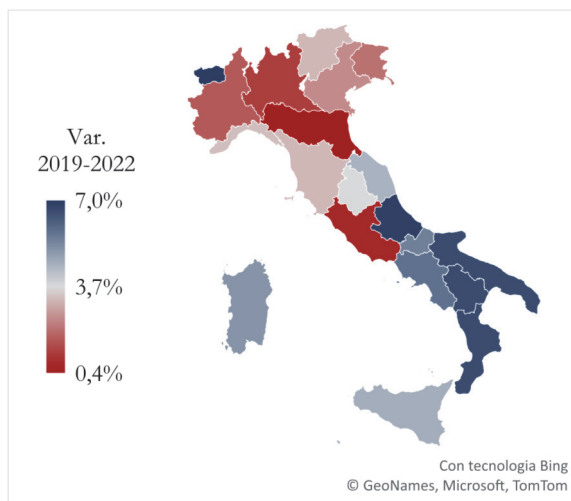 Var.
2019-2022
7,0%
3,7%
0,4%
Con tecnologia Bing
© GeoNames, Microsoft, TomTom